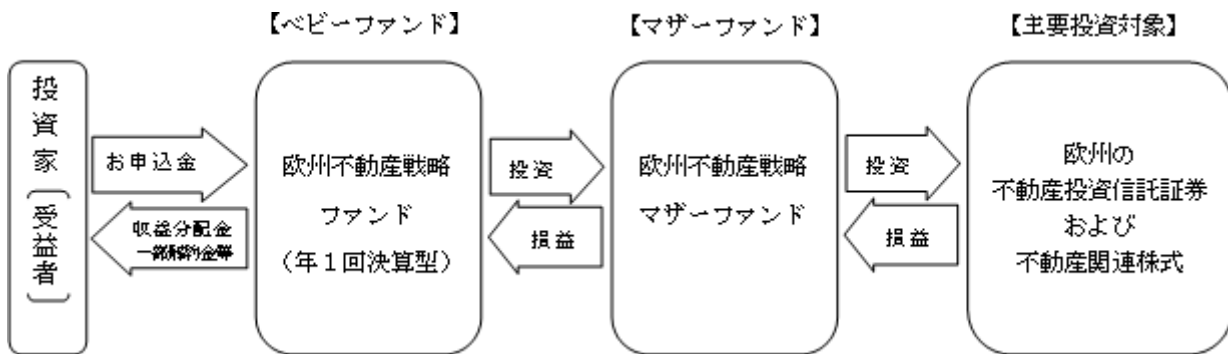 【ベビーファンド】
【マザーファンド】
【主要投資対象】
投資家（受益者）
お申込金
収益分配金
一部解約金等
欧州不動産戦略
ファンド
（年１回決算型）
投資
損益
欧州不動産戦略
マザーファンド
投資
損益
欧州の
不動産投資信託証券
および
不動産関連株式